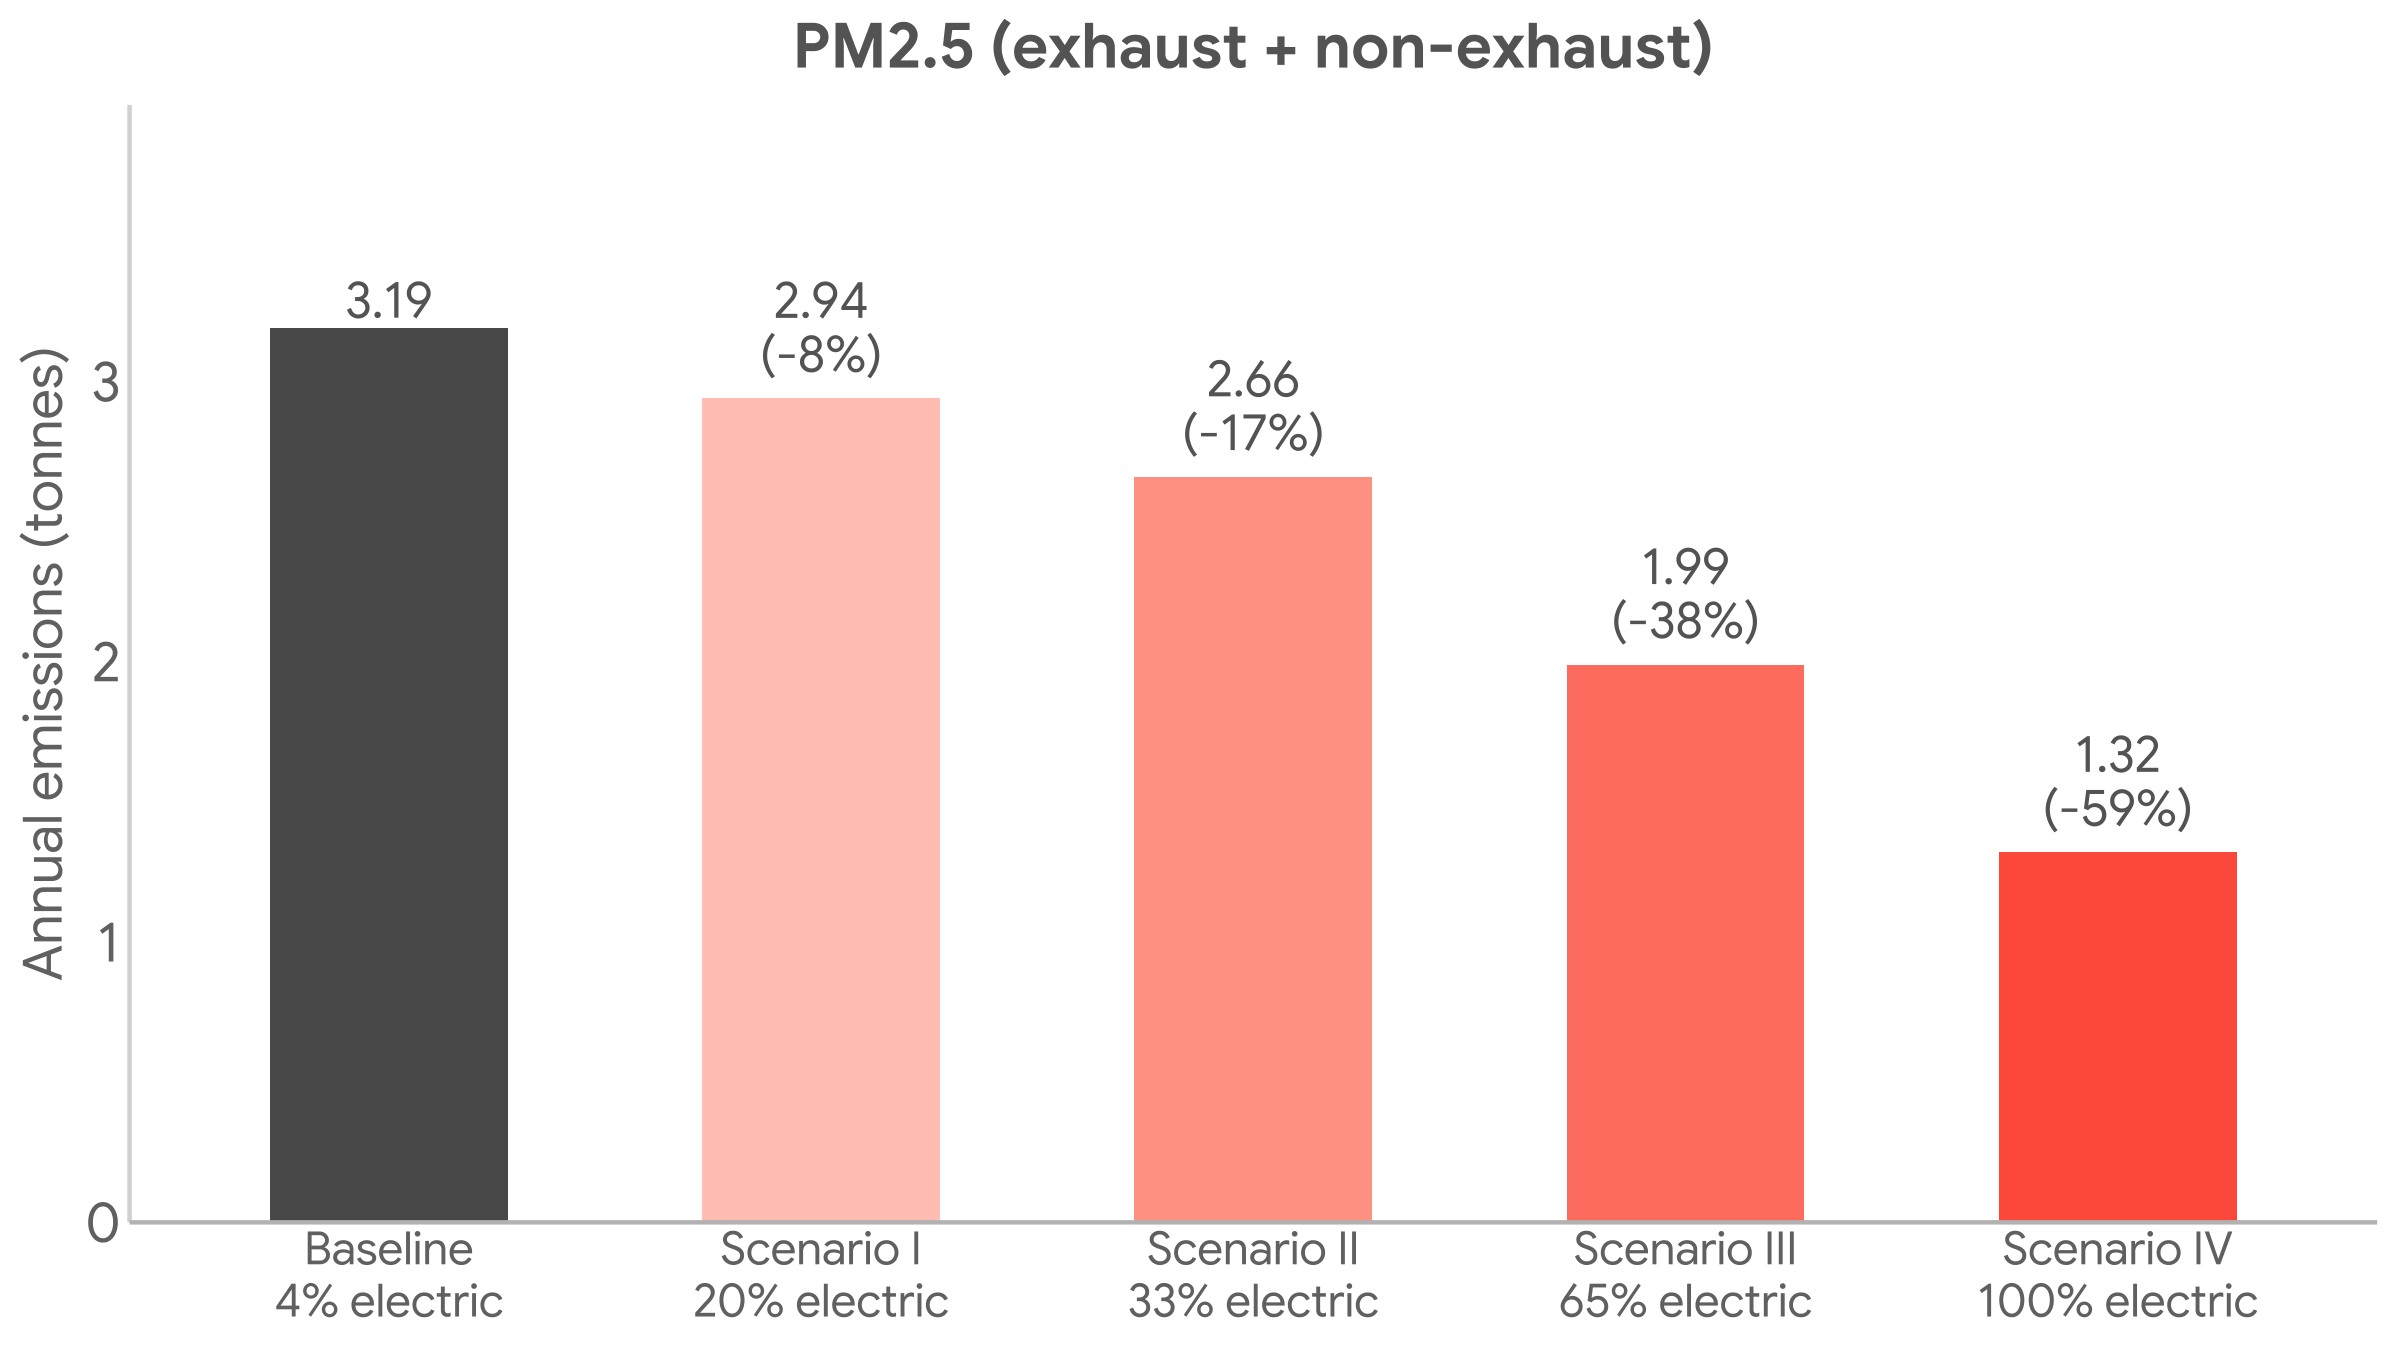 PM2.5 (exhaust + non-exhaust)
Annual emissions (tonnes)
3
2
1
0
3.19
2.94
(-8%)
2.66
(-17%)
1.99
(-38%)
1.32
(-59%)
Baseline
4% electric
Scenario I
20% electric
Scenario II
33% electric
Scenario III
65% electric
Scenario IV
100% electric